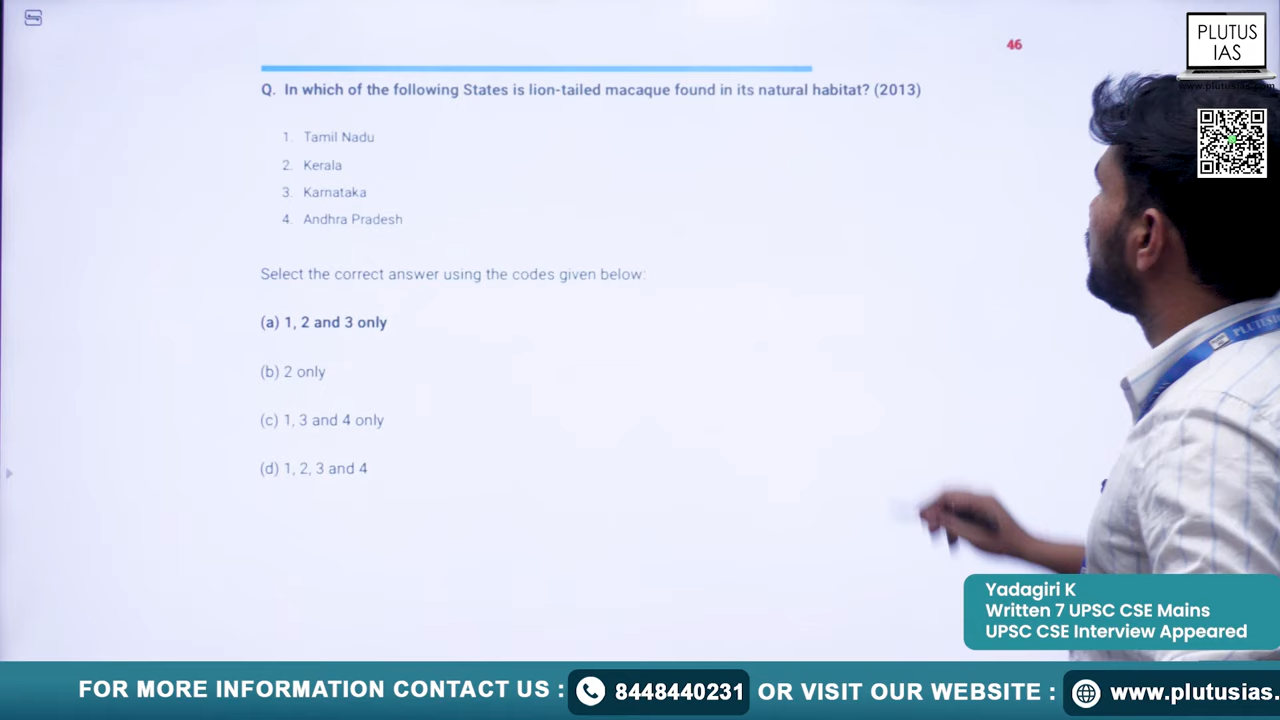 46
PLUTUS
IAS
www.plutusias.com
Q. In which of the following States is lion-tailed macaque found in its natural habitat? (2013)
1. Tamil Nadu
2. Kerala
3. Karnataka
4. Andhra Pradesh
Select the correct answer using the codes given below:
(a) 1, 2 and 3 only
(b) 2 only
(c) 1, 3 and 4 only
(d) 1, 2, 3 and 4
PLUTUS
Yadagiri K
Written 7 UPSC CSE Mains
UPSC CSE Interview Appeared
FOR MORE INFORMATION CONTACT US : 8448440231 OR VISIT OUR WEBSITE : www.plutusias.